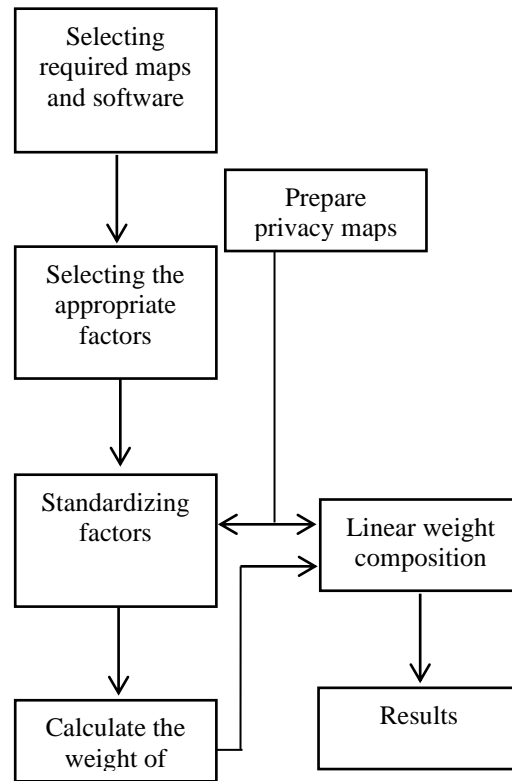 Selecting
required maps
and software
Prepare
privacy maps
Selecting the
appropriate
factors
Standardizing
factors
Linear weight
composition
Calculate the
weight of
Results